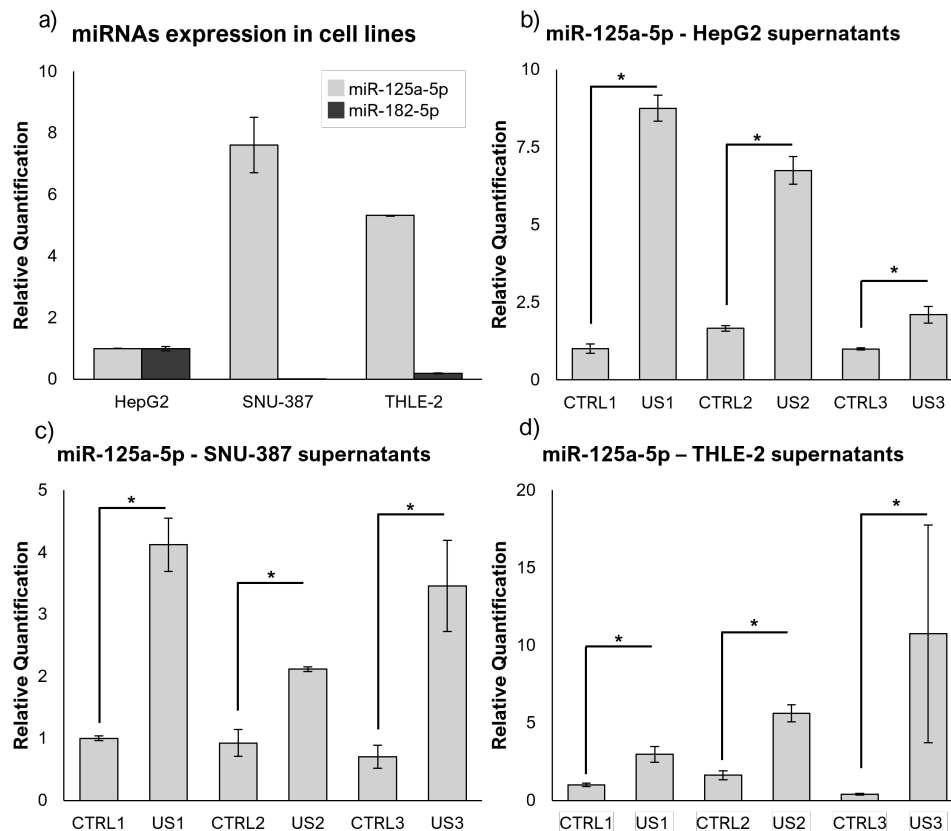 a)
miRNAs expression in cell lines
Relative Quantification
10
8
6
4
2
0
miR-125a-5p
miR-182-5p
HepG2 SNU-387 THLE-2
b)
miR-125a-5p - HepG2 supernatants
Relative Quantification
10
7.5
5
2.5
0
*
*
*
CTRL1 US1 CTRL2 US2 CTRL3 US3
c)
miR-125a-5p - SNU-387 supernatants
Relative Quantification
5
4
3
2
1
0
*
*
*
CTRL1 US1 CTRL2 US2 CTRL3 US3
d)
miR-125a-5p – THLE-2 supernatants
Relative Quantification
20
15
10
5
0
*
*
*
CTRL1 US1 CTRL2 US2 CTRL3 US3